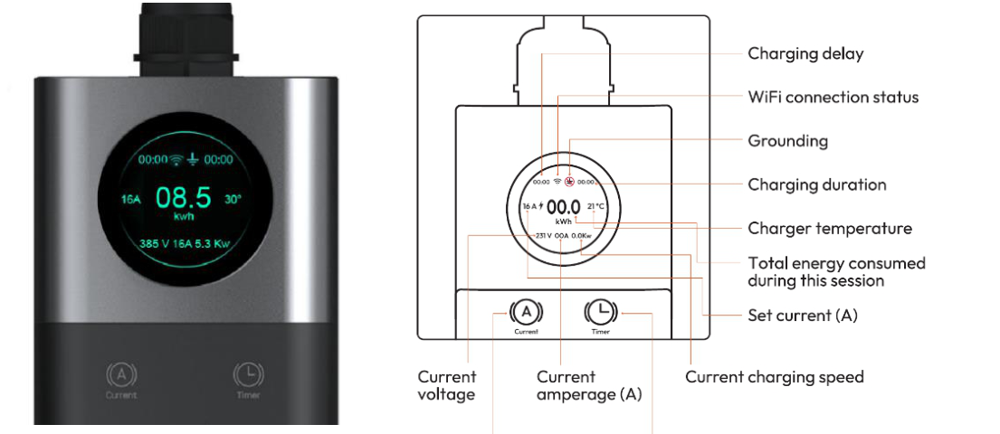 00:00 00:00
16A 08.5 30°
kwh
385 V 16A 5.3 Kw
A
Current
Timer
Charging delay
WiFi connection status
Grounding
Charging duration
Charger temperature
Total energy consumed
during this session
Set current (A)
00:00 00:00
16 A 00.0 21°C
kWh
231 V 00A 0.0Kw
A
Current
Timer
Current
voltage
Current
amperage (A)
Current charging speed